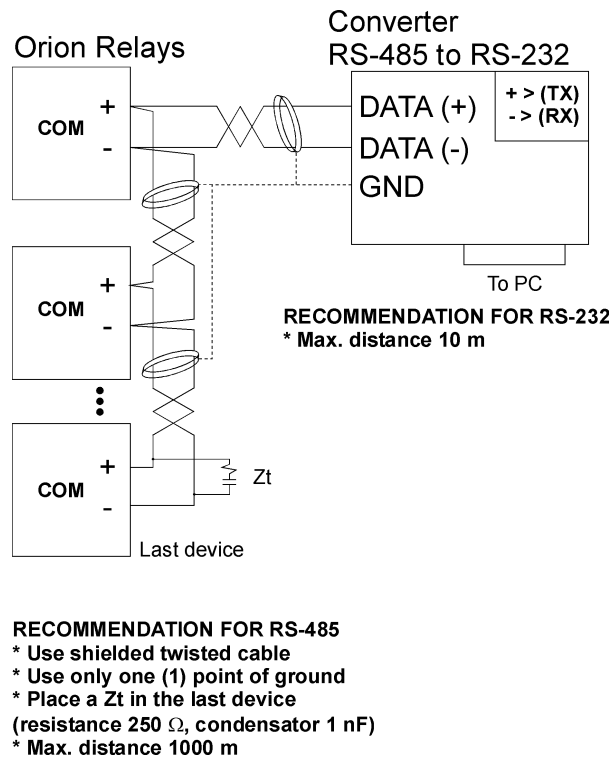 Orion Relays
Converter
RS-485 to RS-232
COM
+
-
DATA (+)
DATA (-)
GND
+ > (TX)
- > (RX)
To PC
COM
+
-
RECOMMENDATION FOR RS-232
* Max. distance 10 m
COM
+
-
Zt
Last device
RECOMMENDATION FOR RS-485
* Use shielded twisted cable
* Use only one (1) point of ground
* Place a Zt in the last device
(resistance 250 Ω, condensator 1 nF)
* Max. distance 1000 m